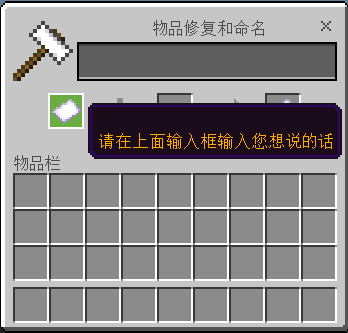 物品修复和命名
请在上面输入框输入您想说的话
物品栏